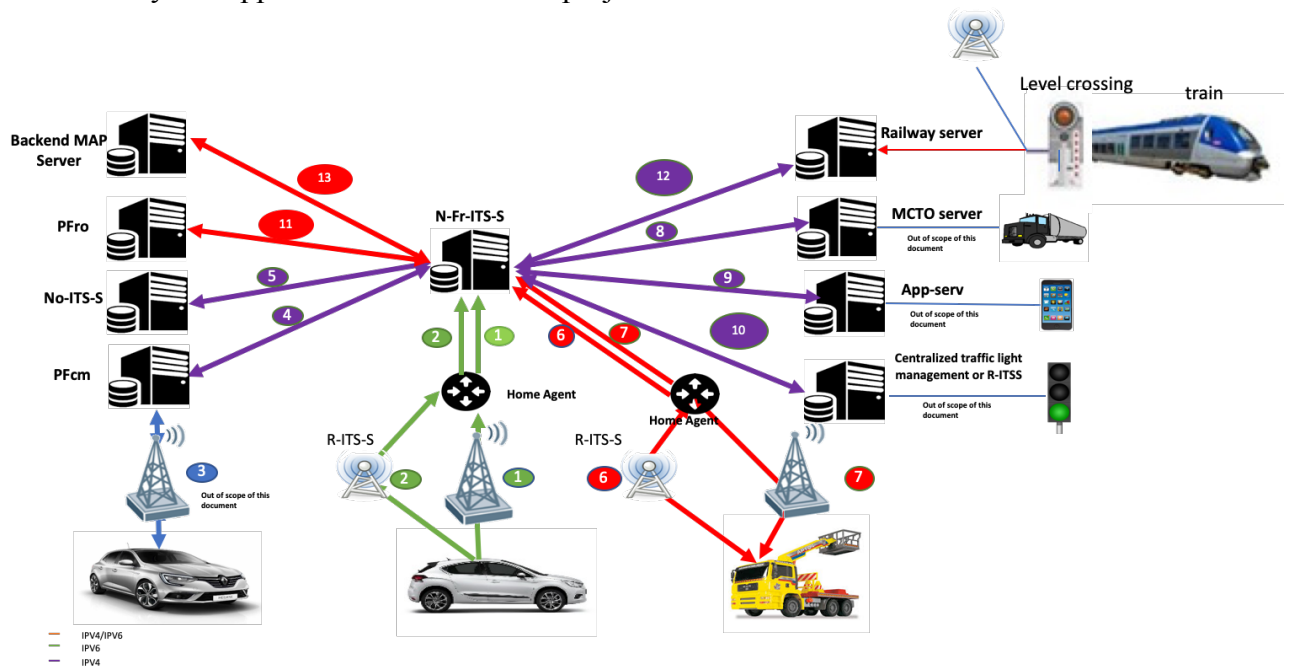 Level crossing
train
Backend MAP
Server
Railway server
13
12
N-Fr-ITS-S
MCTO server
Out of scope of this
document
PFro
11
8
5
9
App-serv
Out of scope of this
document
No-ITS-S
4
10
2
1
6
7
PFcm
Home Agent
Home Agent
Centralized traffic light
management or R-ITSS
Out of scope of this
document
R-ITS-S
R-ITS-S
3
2
1
6
7
Out of scope of this
document
IPV4/IPV6
IPV6
IPV4